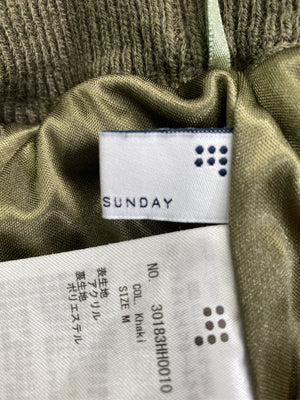 SUNDAY
NO. 30183HH0010
COL. Khaki
SIZE M
表生地
アクリル
裏生地
ポリエステル